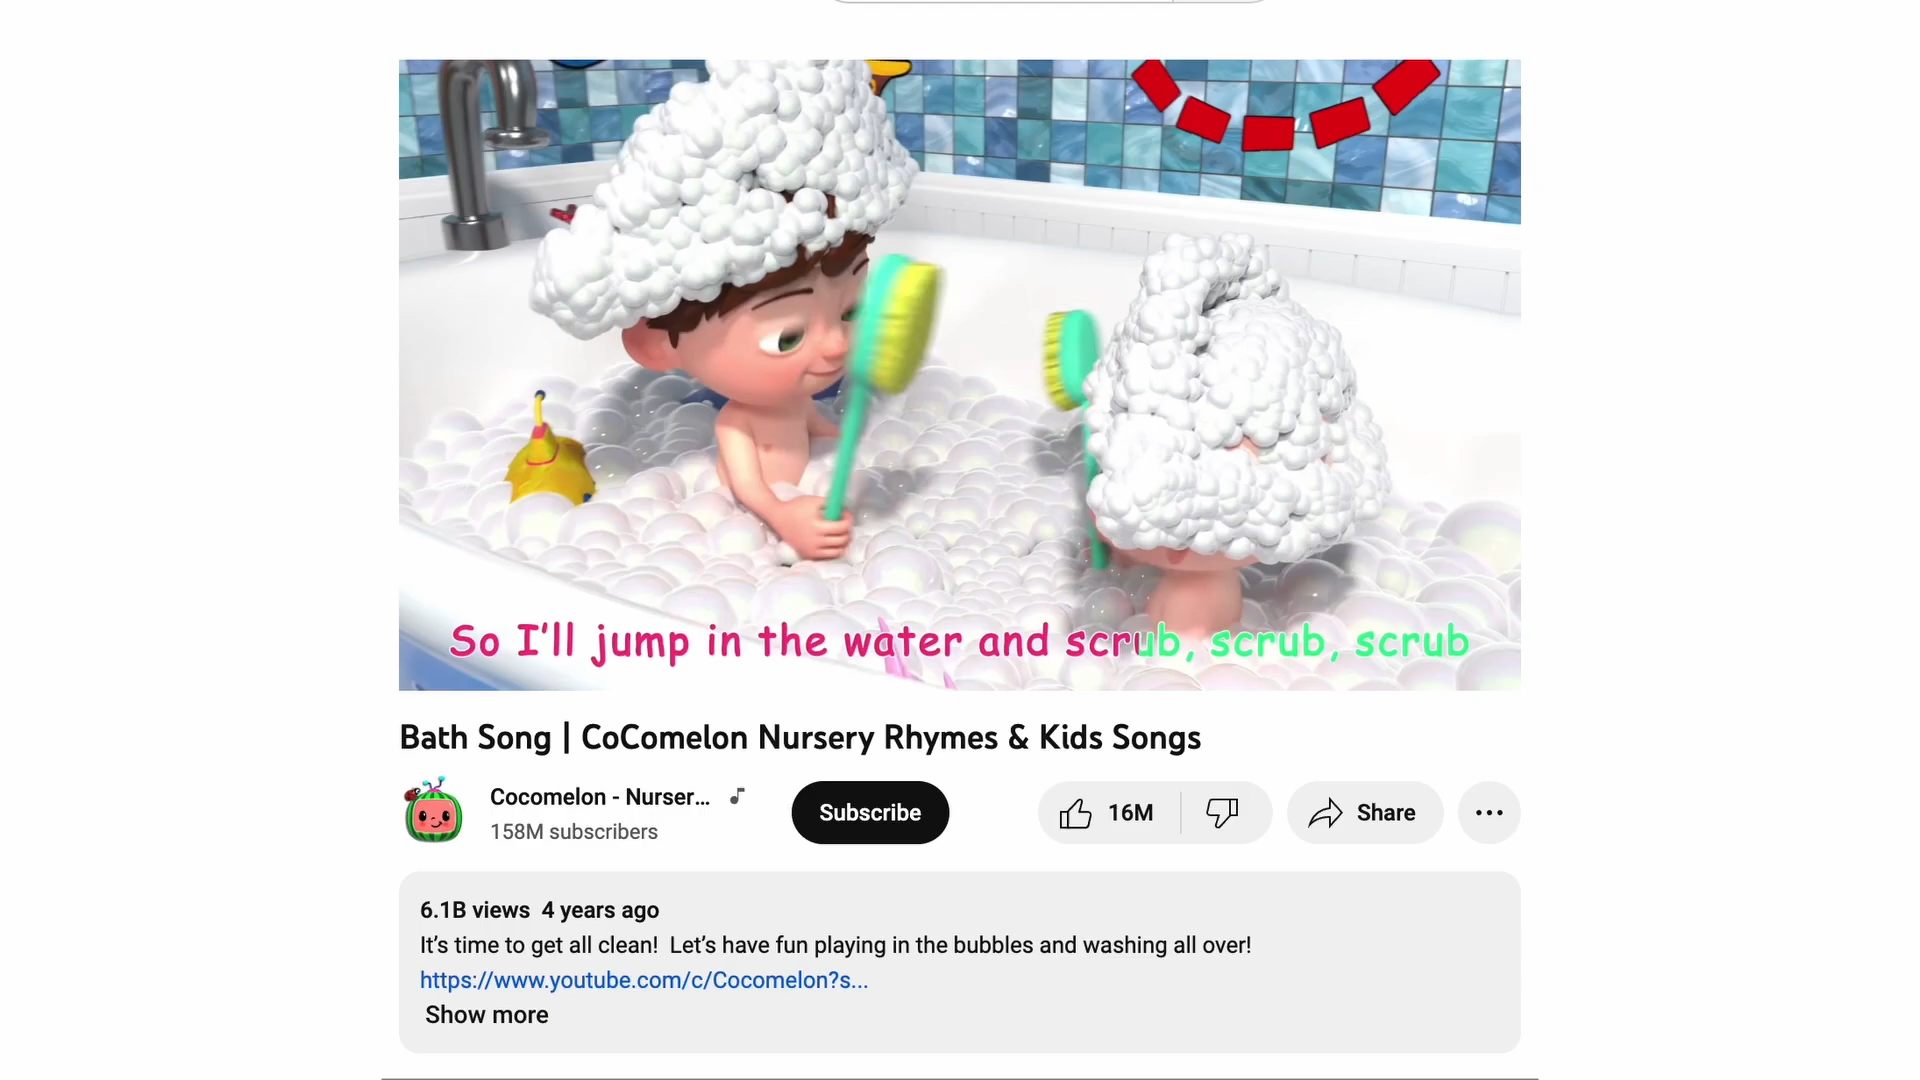 So I'll jump in the water and scrub, scrub, scrub
Bath Song | CoComelon Nursery Rhymes & Kids Songs
Cocomelon - Nurser...
158M subscribers
Subscribe
16M
Share
6.1B views 4 years ago
It's time to get all clean! Let's have fun playing in the bubbles and washing all over!
https://www.youtube.com/c/Cocomelon?s...
Show more